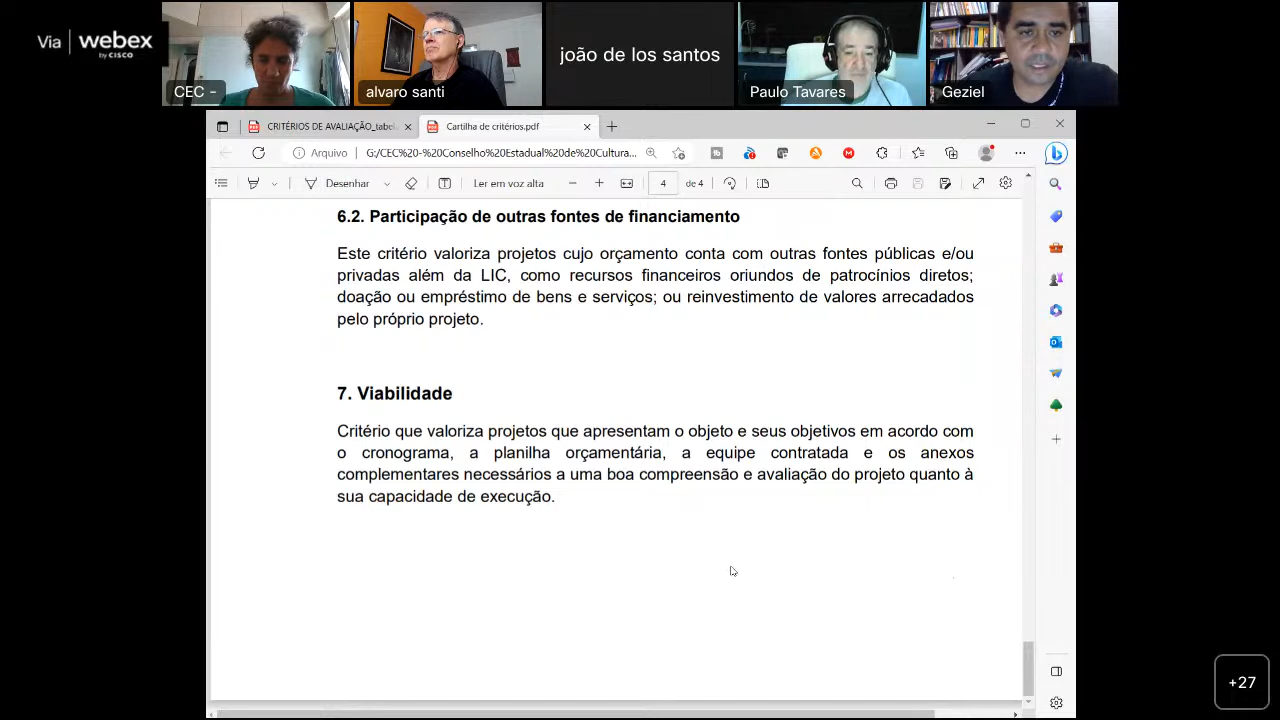 Via webex
by CISCO
CEC -
alvaro santi
joão de los santos
Paulo Tavares
Geziel
CRITÉRIOS DE AVALIAÇÃO_tabel
Cartilha de critérios.pdf
Arquivo
G:/CEC%20-%20Conselho%20Estadual%20de%20Cultura...
Desenhar
Ler em voz alta
4
de 4
6.2. Participação de outras fontes de financiamento
Este critério valoriza projetos cujo orçamento conta com outras fontes públicas e/ou
privadas além da LIC, como recursos financeiros oriundos de patrocínios diretos;
doação ou empréstimo de bens e serviços; ou reinvestimento de valores arrecadados
pelo próprio projeto.
7. Viabilidade
Critério que valoriza projetos que apresentam o objeto e seus objetivos em acordo com
o cronograma, a planilha orçamentária, a equipe contratada e os anexos
complementares necessários a uma boa compreensão e avaliação do projeto quanto à
sua capacidade de execução.
+27